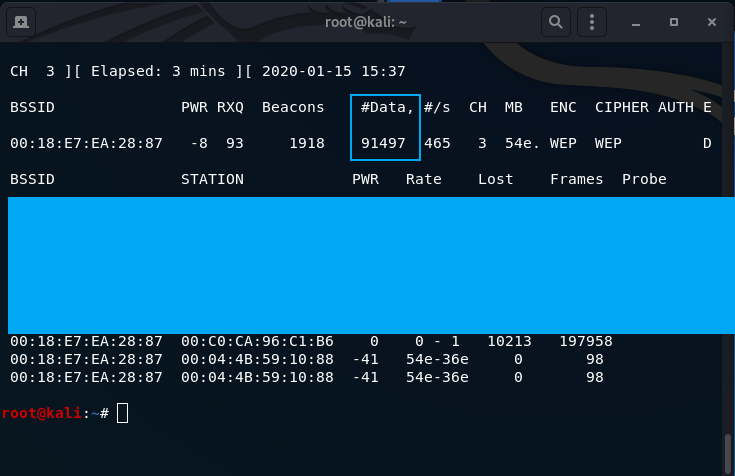 root@kali: ~
CH 3 ][ Elapsed: 3 mins ][ 2020-01-15 15:37
BSSID PWR RXQ Beacons #Data, #/s CH MB ENC CIPHER AUTH E
00:18:E7:EA:28:87 -8 93 1918 91497 465 3 54e. WEP WEP D
BSSID STATION PWR Rate Lost Frames Probe
00:18:E7:EA:28:87 00:C0:CA:96:C1:B6 0 0 - 1 10213 197958
00:18:E7:EA:28:87 00:04:4B:59:10:88 -41 54e-36e 0 98
00:18:E7:EA:28:87 00:04:4B:59:10:88 -41 54e-36e 0 98
root@kali:~#